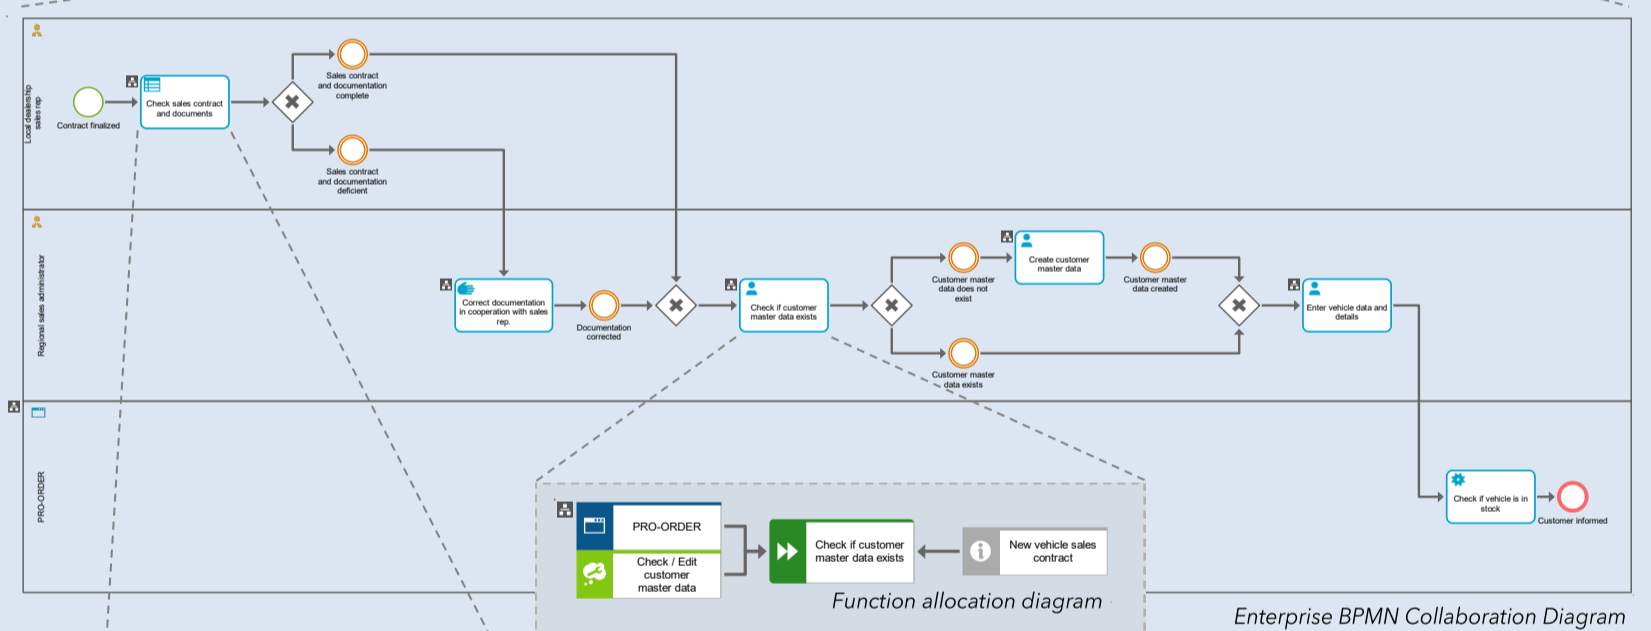 Local dealership
sales rep
Contract finalized
Check sales contract
and documents
Sales contract
and documentation
complete
Sales contract
and documentation
deficient
Regional sales administrator
Correct documentation
in cooperation with sales
rep.
Documentation
corrected
Check if customer
master data exists
Customer master
data does not
exist
Create customer
master data
Customer master
data created
Customer master
data exists
Enter vehicle data and
details
PRO-ORDER
Check if vehicle is in
stock
Customer informed
PRO-ORDER
Check / Edit
customer
master data
Check if customer
master data exists
New vehicle sales
contract
Function allocation diagram
Enterprise BPMN Collaboration Diagram